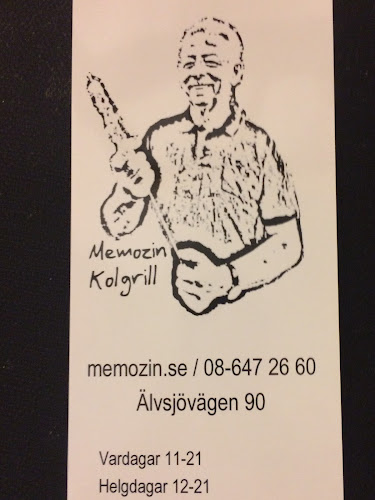 Memozin
Kolgrill
memozin.se / 08-647 26 60
Älvsjövägen 90
Vardagar 11-21
Helgdagar 12-21